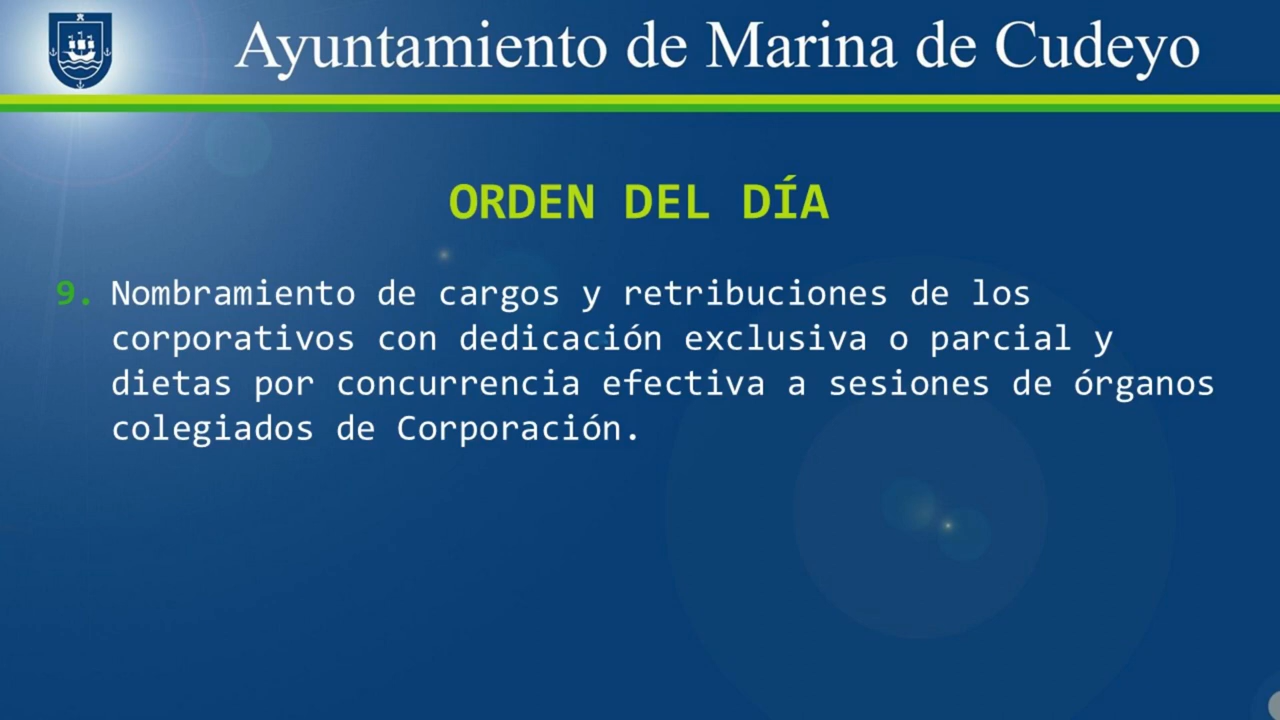 Ayuntamiento de Marina de Cudeyo
ORDEN DEL DÍA
9. Nombramiento de cargos y retribuciones de los
corporativos con dedicación exclusiva o parcial y
dietas por concurrencia efectiva a sesiones de órganos
colegiados de Corporación.